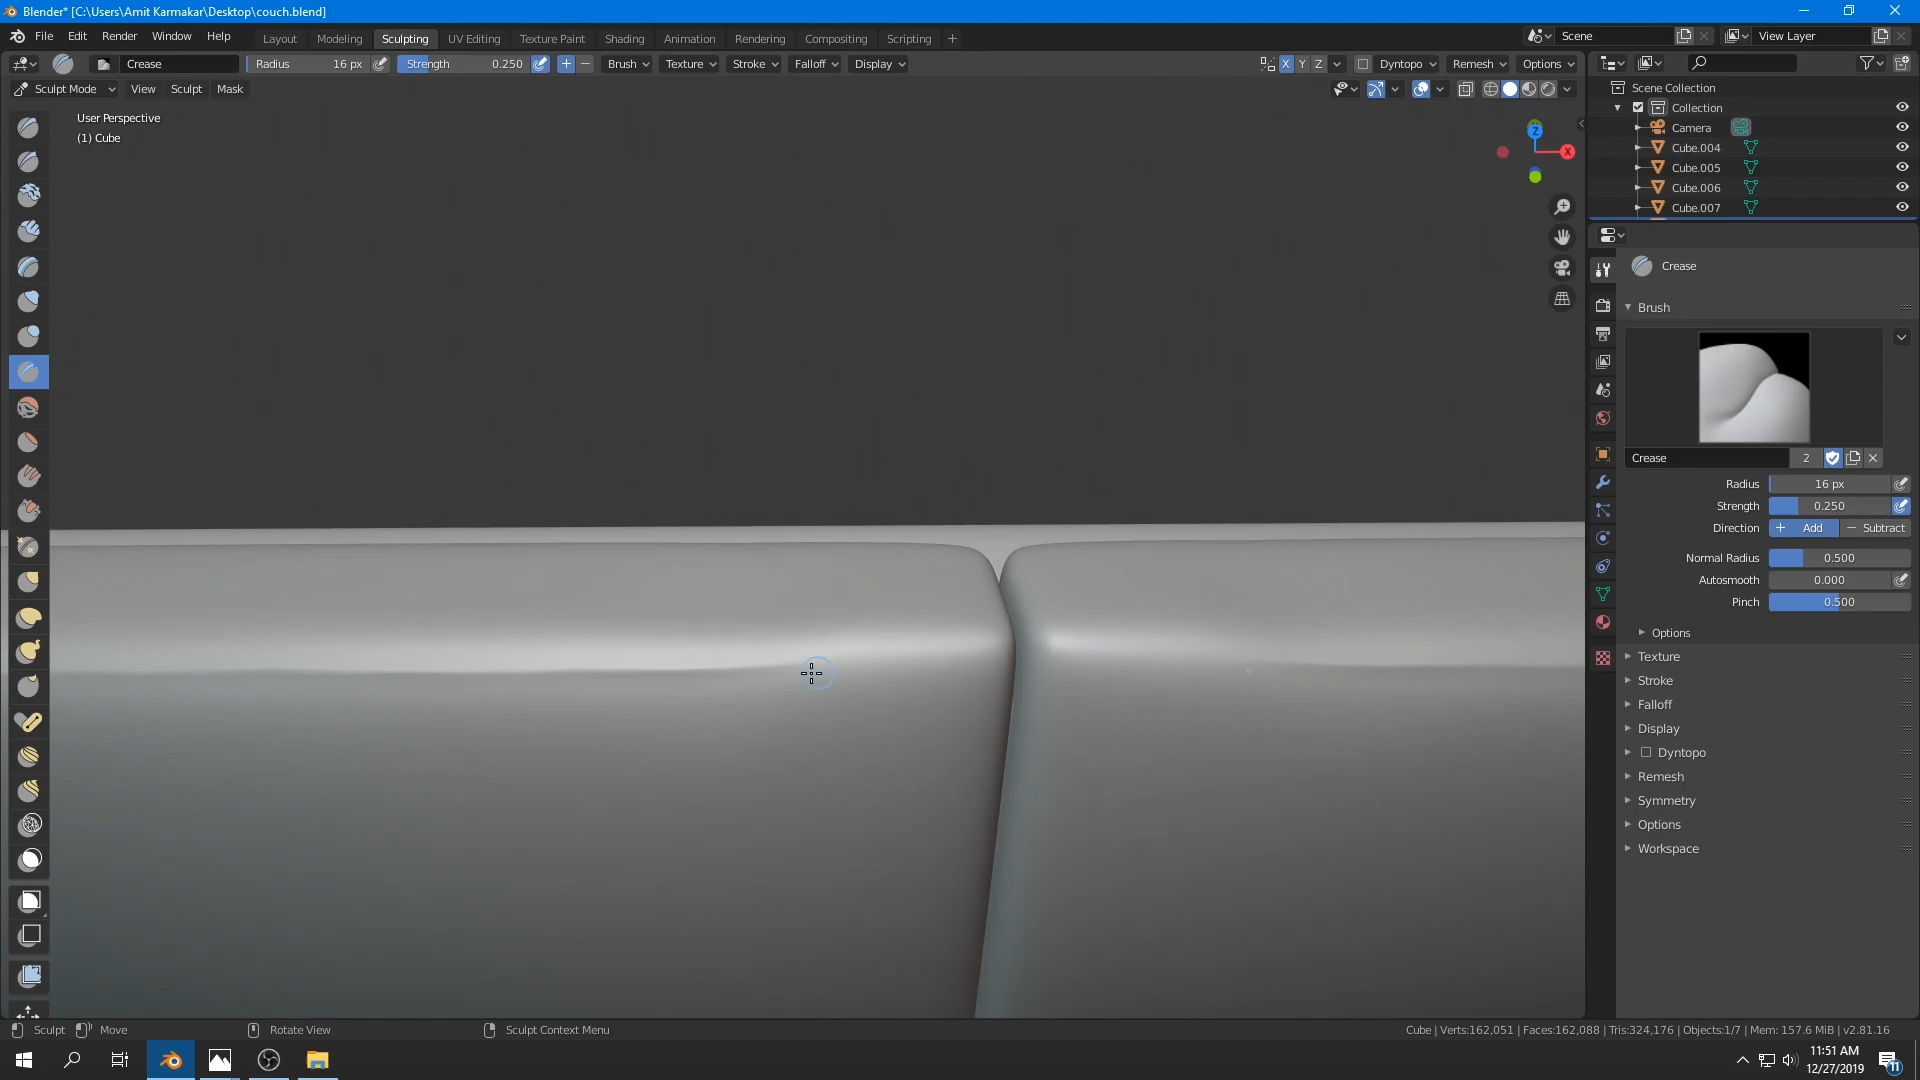 Blender* [C:\Users\Amit Karmakar\Desktop\couch.blend]
File Edit Render Window Help Layout Modeling Sculpting UV Editing Texture Paint Shading Animation Rendering Compositing Scripting + Scene View Layer
Crease Radius 16 px Strength 0.250 + − Brush Texture Stroke Falloff Display X Y Z Dyntopo Remesh Options
Sculpt Mode View Sculpt Mask
User Perspective
(1) Cube
Z
X
Scene Collection
Collection
Camera
Cube.004
Cube.005
Cube.006
Cube.007
Crease
Brush
Crease 2
Radius 16 px
Strength 0.250
Direction + Add − Subtract
Normal Radius 0.500
Autosmooth 0.000
Pinch 0.500
Options
Texture
Stroke
Falloff
Display
Dyntopo
Remesh
Symmetry
Options
Workspace
Sculpt Move Rotate View Sculpt Context Menu Cube | Verts:162,051 | Faces:162,088 | Tris:324,176 | Objects:1/7 | Mem: 157.6 MiB | v2.81.16
11:51 AM
12/27/2019
11